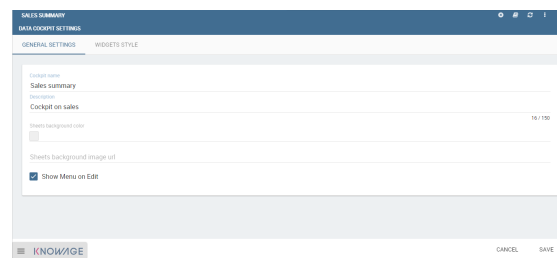 SALES SUMMARY
DATA COCKPIT SETTINGS
GENERAL SETTINGS WIDGETS STYLE
Cockpit name
Sales summary
Description
Cockpit on sales
16 / 150
Sheets background color
Sheets background image url
Show Menu on Edit
KNOWAGE
CANCEL SAVE